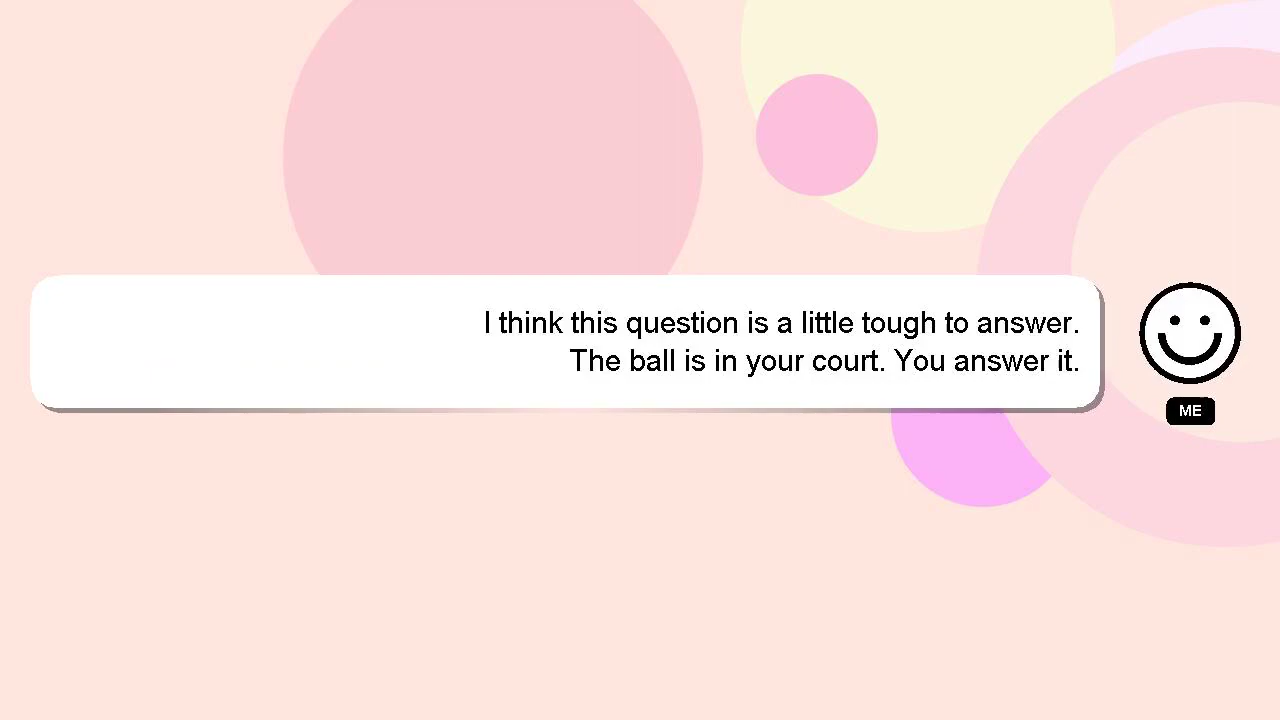 I think this question is a little tough to answer.
The ball is in your court. You answer it.
ME